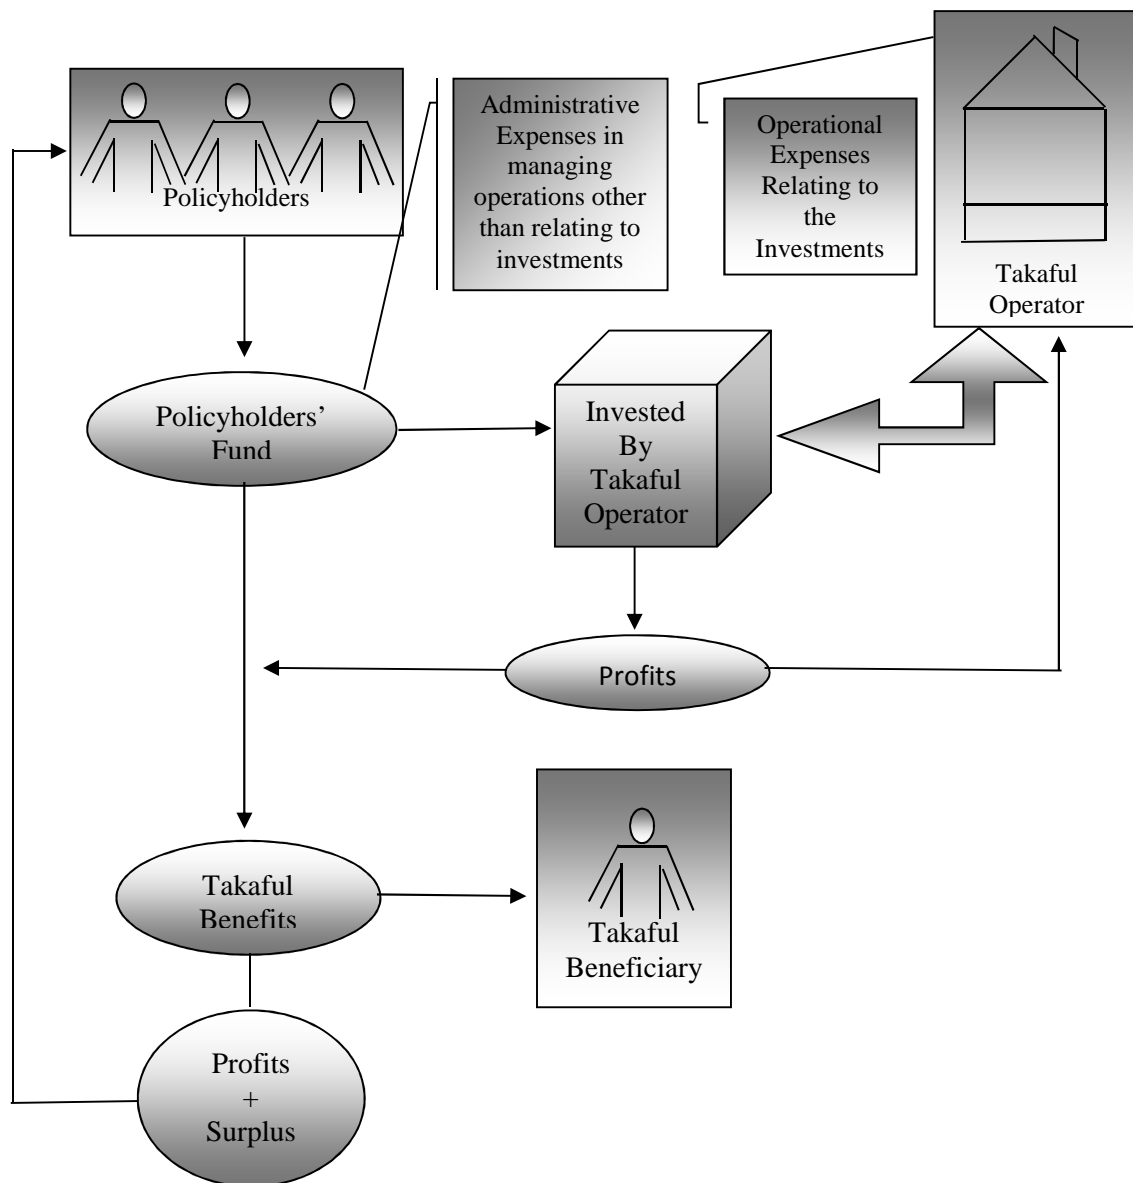 Policyholders
Administrative
Expenses in
managing
operations other
than relating to
investments
Operational
Expenses
Relating to
the
Investments
Takaful
Operator
Policyholders’
Fund
Invested
By
Takaful
Operator
Profits
Takaful
Benefits
Takaful
Beneficiary
Profits
+
Surplus